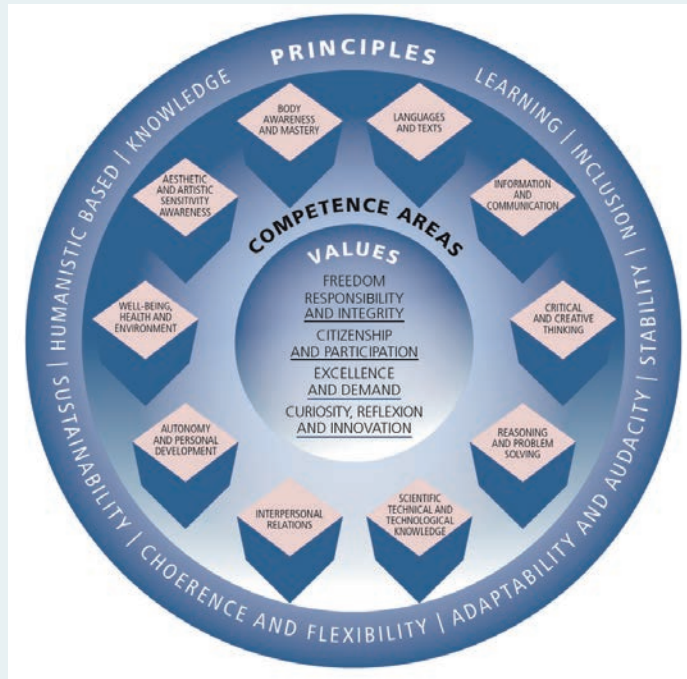 PRINCIPLES
LEARNING | INCLUSION | STABILITY | ADAPTABILITY AND AUDACITY | CHOERENCE AND FLEXIBILITY | SUSTAINABILITY | HUMANISTIC BASED | KNOWLEDGE
COMPETENCE AREAS
LANGUAGES
AND TEXTS
INFORMATION
AND
COMMUNICATION
CRITICAL
AND CREATIVE
THINKING
REASONING
AND PROBLEM
SOLVING
SCIENTIFIC
TECHNICAL AND
TECHNOLOGICAL
KNOWLEDGE
INTERPERSONAL
RELATIONS
AUTONOMY
AND PERSONAL
DEVELOPMENT
WELL-BEING,
HEALTH AND
ENVIRONMENT
AESTHETIC
AND ARTISTIC
SENSITIVITY
AWARENESS
BODY
AWARENESS
AND MASTERY
VALUES
FREEDOM
RESPONSIBILITY
AND INTEGRITY
CITIZENSHIP
AND PARTICIPATION
EXCELLENCE
AND DEMAND
CURIOSITY, REFLEXION
AND INNOVATION